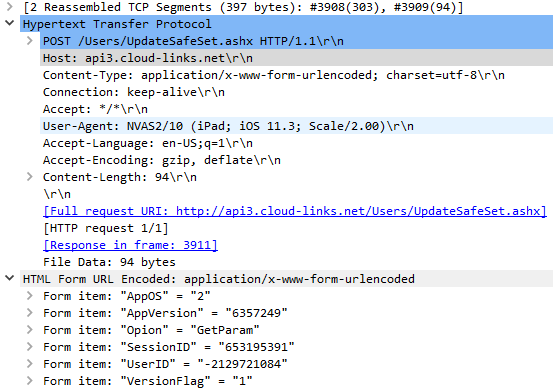 [2 Reassembled TCP Segments (397 bytes): #3908(303), #3909(94)]
Hypertext Transfer Protocol
POST /Users/UpdateSafeSet.ashx HTTP/1.1\r\n
Host: api3.cloud-links.net\r\n
Content-Type: application/x-www-form-urlencoded; charset=utf-8\r\n
Connection: keep-alive\r\n
Accept: */*\r\n
User-Agent: NVAS2/10 (iPad; iOS 11.3; Scale/2.00)\r\n
Accept-Language: en-US;q=1\r\n
Accept-Encoding: gzip, deflate\r\n
Content-Length: 94\r\n
\r\n
[Full request URI: http://api3.cloud-links.net/Users/UpdateSafeSet.ashx]
[HTTP request 1/1]
[Response in frame: 3911]
File Data: 94 bytes
HTML Form URL Encoded: application/x-www-form-urlencoded
Form item: "AppOS" = "2"
Form item: "AppVersion" = "6357249"
Form item: "Opion" = "GetParam"
Form item: "SessionID" = "653195391"
Form item: "UserID" = "-2129721084"
Form item: "VersionFlag" = "1"